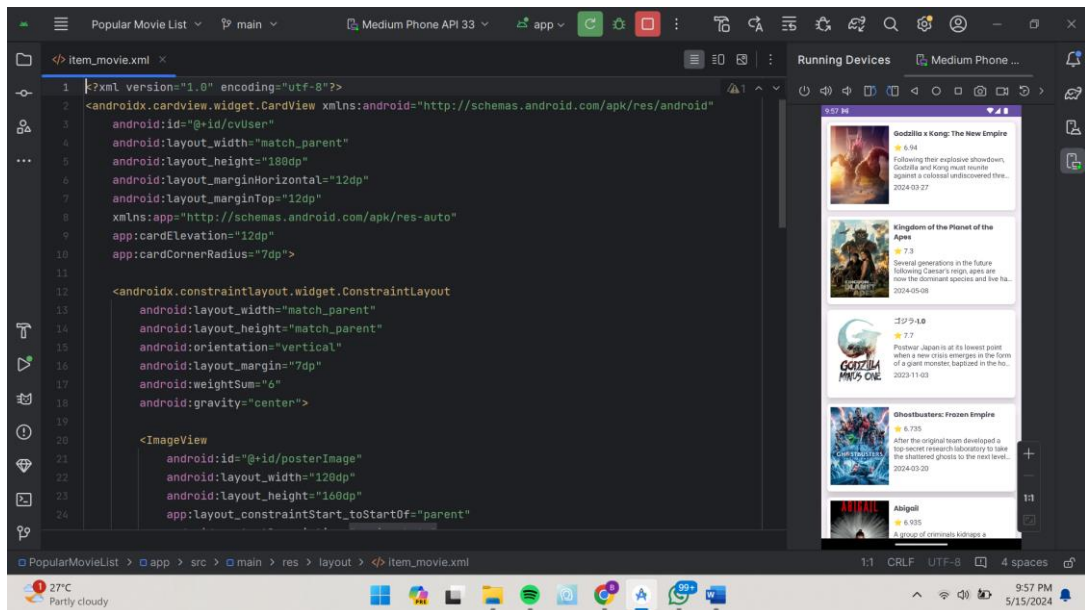 Popular Movie List
main
Medium Phone API 33
app
item_movie.xml
1 <?xml version="1.0" encoding="utf-8"?>
2 <androidx.cardview.widget.CardView xmlns:android="http://schemas.android.com/apk/res/android"
3 android:id="@+id/cvUser"
4 android:layout_width="match_parent"
5 android:layout_height="180dp"
6 android:layout_marginHorizontal="12dp"
7 android:layout_marginTop="12dp"
8 xmlns:app="http://schemas.android.com/apk/res-auto"
9 app:cardElevation="12dp"
10 app:cardCornerRadius="7dp">
11
12 <androidx.constraintlayout.widget.ConstraintLayout
13 android:layout_width="match_parent"
14 android:layout_height="match_parent"
15 android:orientation="vertical"
16 android:layout_margin="7dp"
17 android:weightSum="6"
18 android:gravity="center">
19
20 <ImageView
21 android:id="@+id/posterImage"
22 android:layout_width="120dp"
23 android:layout_height="160dp"
24 app:layout_constraintStart_toStartOf="parent"
1
Running Devices
Medium Phone ...
9:57
Godzilla x Kong: The New Empire
6.94
Following their explosive showdown,
Godzilla and Kong must reunite
against a colossal undiscovered thre...
2024-03-27
Kingdom of the Planet of the
Apes
7.3
Several generations in the future
following Caesar's reign, apes are
now the dominant species and live ha...
2024-05-08
ゴジラ-1.0
7.7
Postwar Japan is at its lowest point
when a new crisis emerges in the form
of a giant monster, baptized in the ho...
2023-11-03
GODZILLA
MINUS ONE
Ghostbusters: Frozen Empire
6.735
After the original team developed a
top-secret research laboratory to take
the shattered ghosts to the next level...
2024-03-20
GHOSTBUSTERS
ABIGAIL
Abigail
6.935
A group of criminals kidnaps a
1:1
PopularMovieList > app > src > main > res > layout > item_movie.xml
1:1 CRLF UTF-8 4 spaces
1
27°C
Partly cloudy
PRE
99+
9:57 PM
5/15/2024